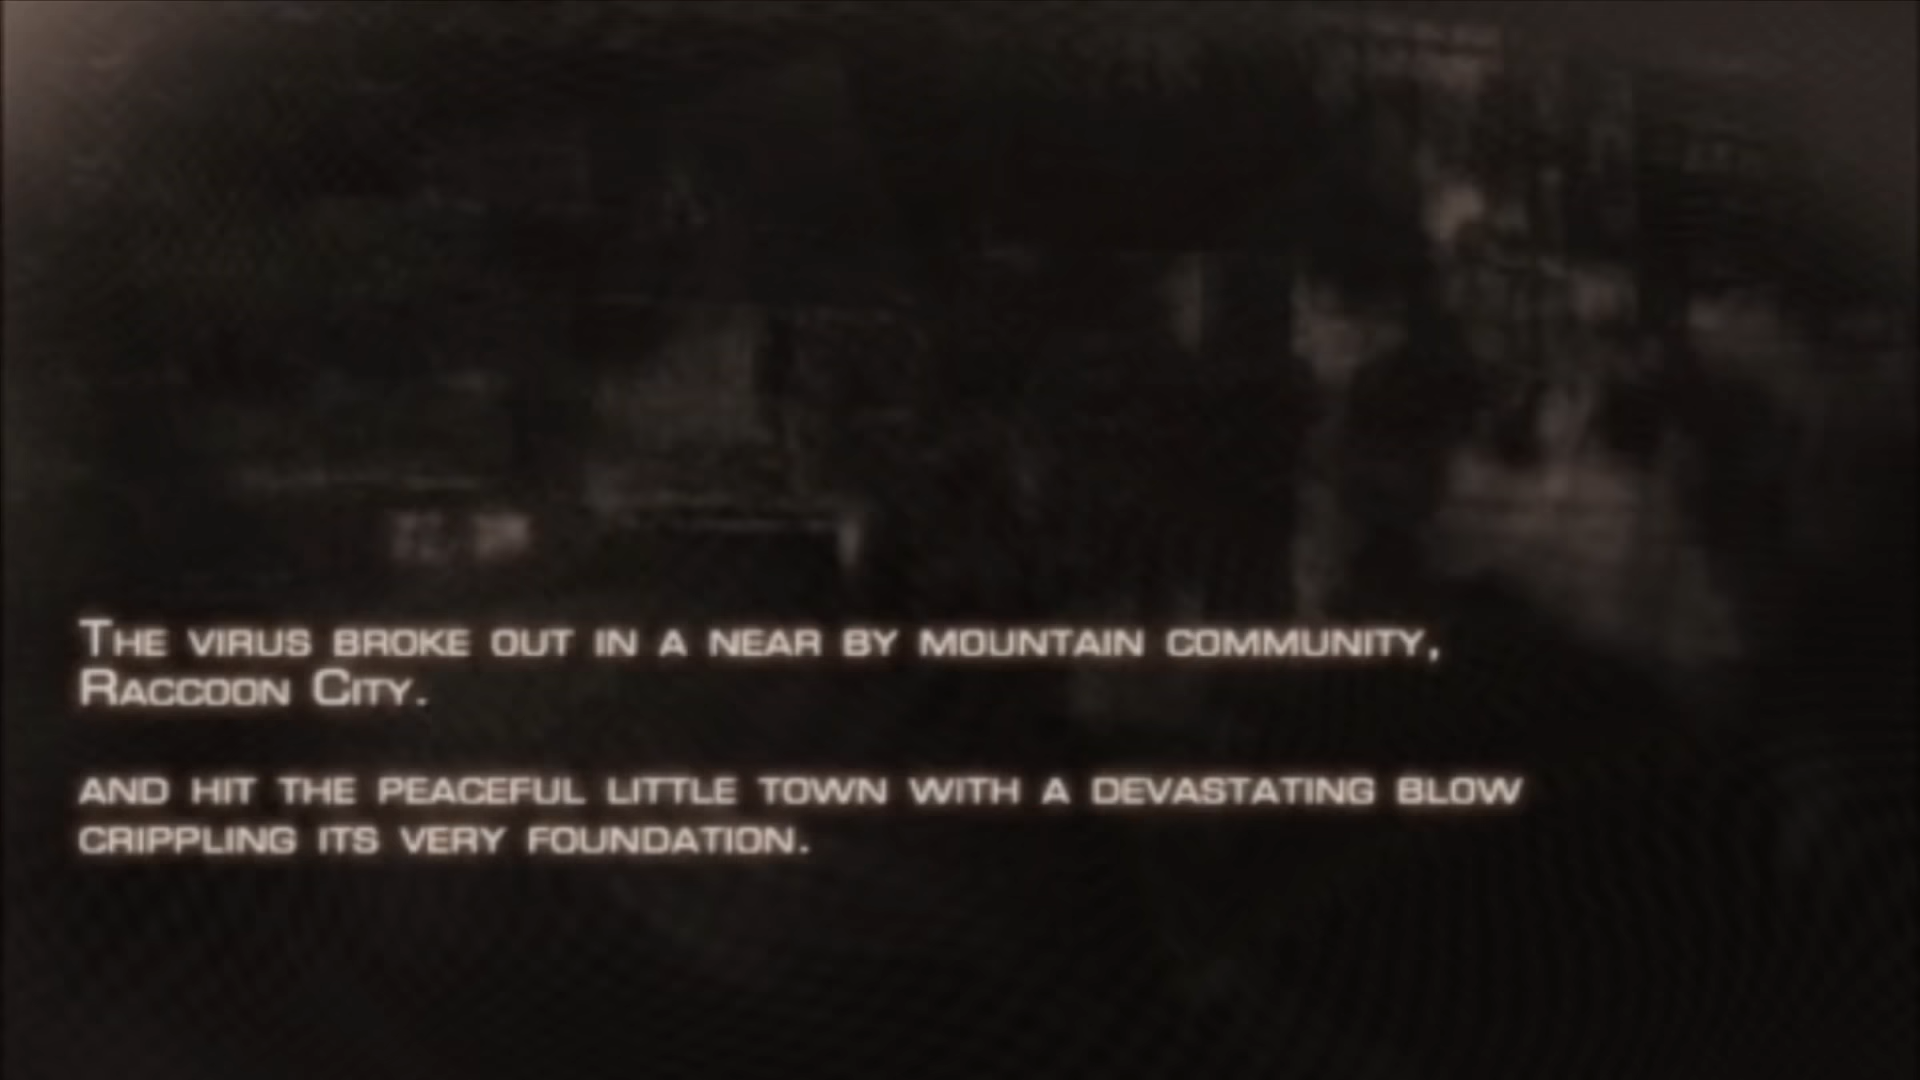 The virus broke out in a near by mountain community,
Raccoon City.
and hit the peaceful little town with a devastating blow
crippling its very foundation.